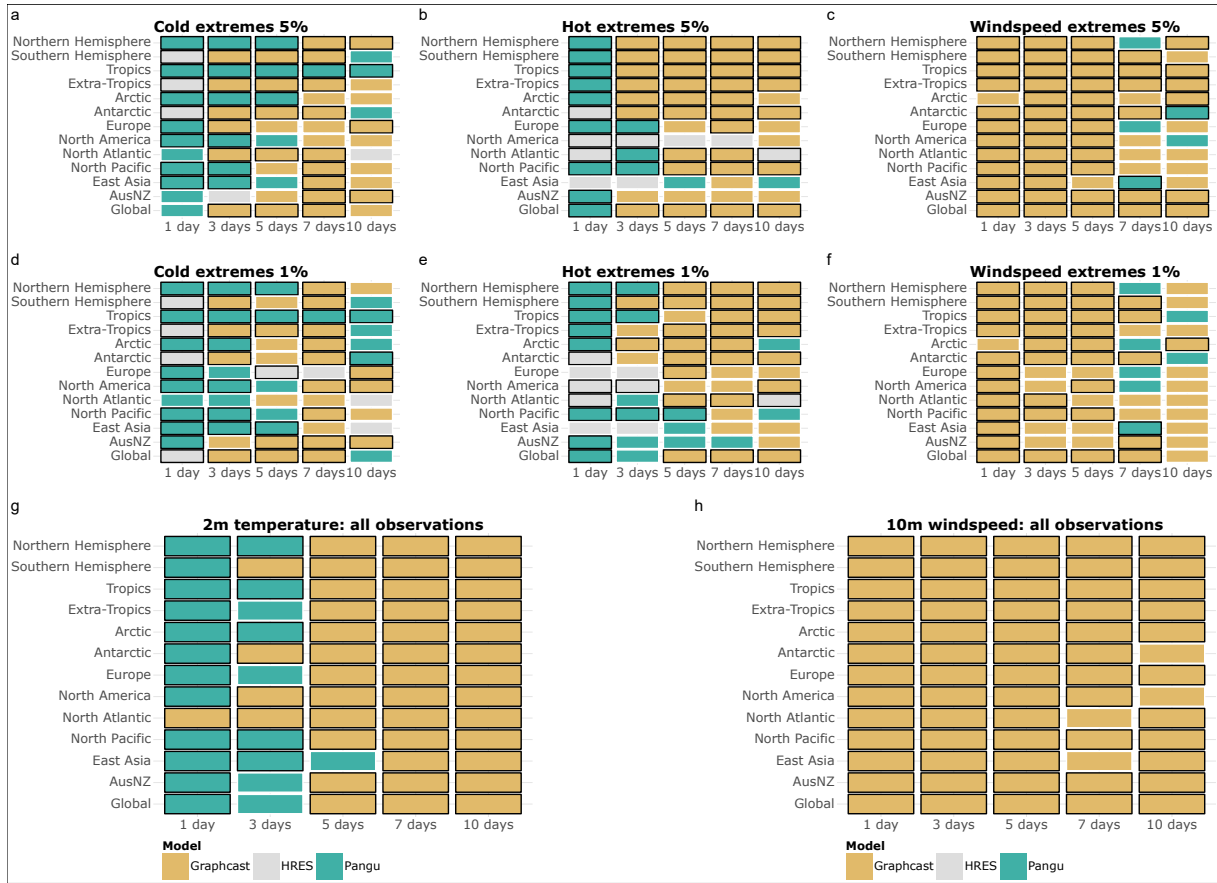 a
b
c
Cold extremes 5%
Hot extremes 5%
Windspeed extremes 5%
Northern Hemisphere
Southern Hemisphere
Tropics
Extra-Tropics
Arctic
Antarctic
Europe
North America
North Atlantic
North Pacific
East Asia
AusNZ
Global
1 day 3 days 5 days 7 days 10 days
Northern Hemisphere
Southern Hemisphere
Tropics
Extra-Tropics
Arctic
Antarctic
Europe
North America
North Atlantic
North Pacific
East Asia
AusNZ
Global
1 day 3 days 5 days 7 days 10 days
Northern Hemisphere
Southern Hemisphere
Tropics
Extra-Tropics
Arctic
Antarctic
Europe
North America
North Atlantic
North Pacific
East Asia
AusNZ
Global
1 day 3 days 5 days 7 days 10 days
d
e
f
Cold extremes 1%
Hot extremes 1%
Windspeed extremes 1%
Northern Hemisphere
Southern Hemisphere
Tropics
Extra-Tropics
Arctic
Antarctic
Europe
North America
North Atlantic
North Pacific
East Asia
AusNZ
Global
1 day 3 days 5 days 7 days 10 days
Northern Hemisphere
Southern Hemisphere
Tropics
Extra-Tropics
Arctic
Antarctic
Europe
North America
North Atlantic
North Pacific
East Asia
AusNZ
Global
1 day 3 days 5 days 7 days 10 days
Northern Hemisphere
Southern Hemisphere
Tropics
Extra-Tropics
Arctic
Antarctic
Europe
North America
North Atlantic
North Pacific
East Asia
AusNZ
Global
1 day 3 days 5 days 7 days 10 days
g
2m temperature: all observations
Northern Hemisphere
Southern Hemisphere
Tropics
Extra-Tropics
Arctic
Antarctic
Europe
North America
North Atlantic
North Pacific
East Asia
AusNZ
Global
1 day 3 days 5 days 7 days 10 days
Model
Graphcast HRES Pangu
h
10m windspeed: all observations
Northern Hemisphere
Southern Hemisphere
Tropics
Extra-Tropics
Arctic
Antarctic
Europe
North America
North Atlantic
North Pacific
East Asia
AusNZ
Global
1 day 3 days 5 days 7 days 10 days
Model
Graphcast HRES Pangu